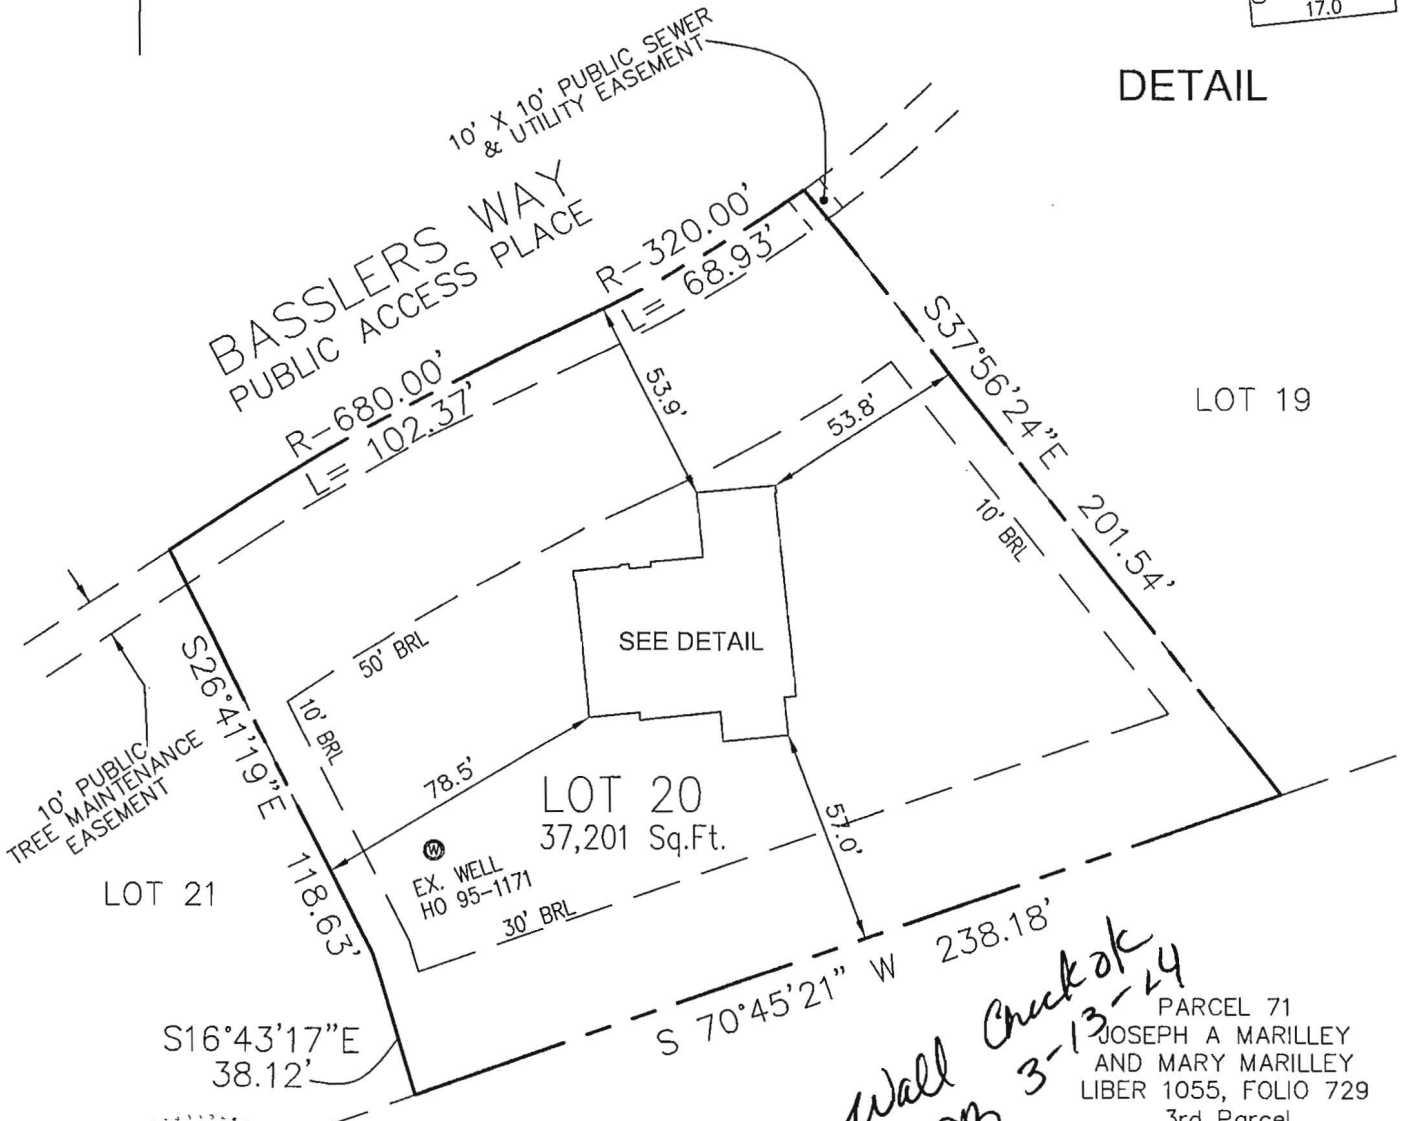 17.0
DETAIL
10' X 10' PUBLIC SEWER
& UTILITY EASEMENT
BASSLERS WAY
PUBLIC ACCESS PLACE
R-320.00'
L= 68.93'
R-680.00'
L= 102.37'
53.9'
53.8'
S37°56'24"E 201.54'
LOT 19
10' BRL
50' BRL
SEE DETAIL
10' BRL
S26°41'19"E 118.63'
10' PUBLIC
TREE MAINTENANCE
EASEMENT
78.5'
LOT 20
37,201 Sq.Ft.
57.0'
W
EX. WELL
HO 95-1171
30' BRL
LOT 21
S 70°45'21" W 238.18'
S16°43'17"E
38.12'
Wall Check ok
3-13-14
PARCEL 71
JOSEPH A MARILLEY
AND MARY MARILLEY
LIBER 1055, FOLIO 729
3rd Parcel